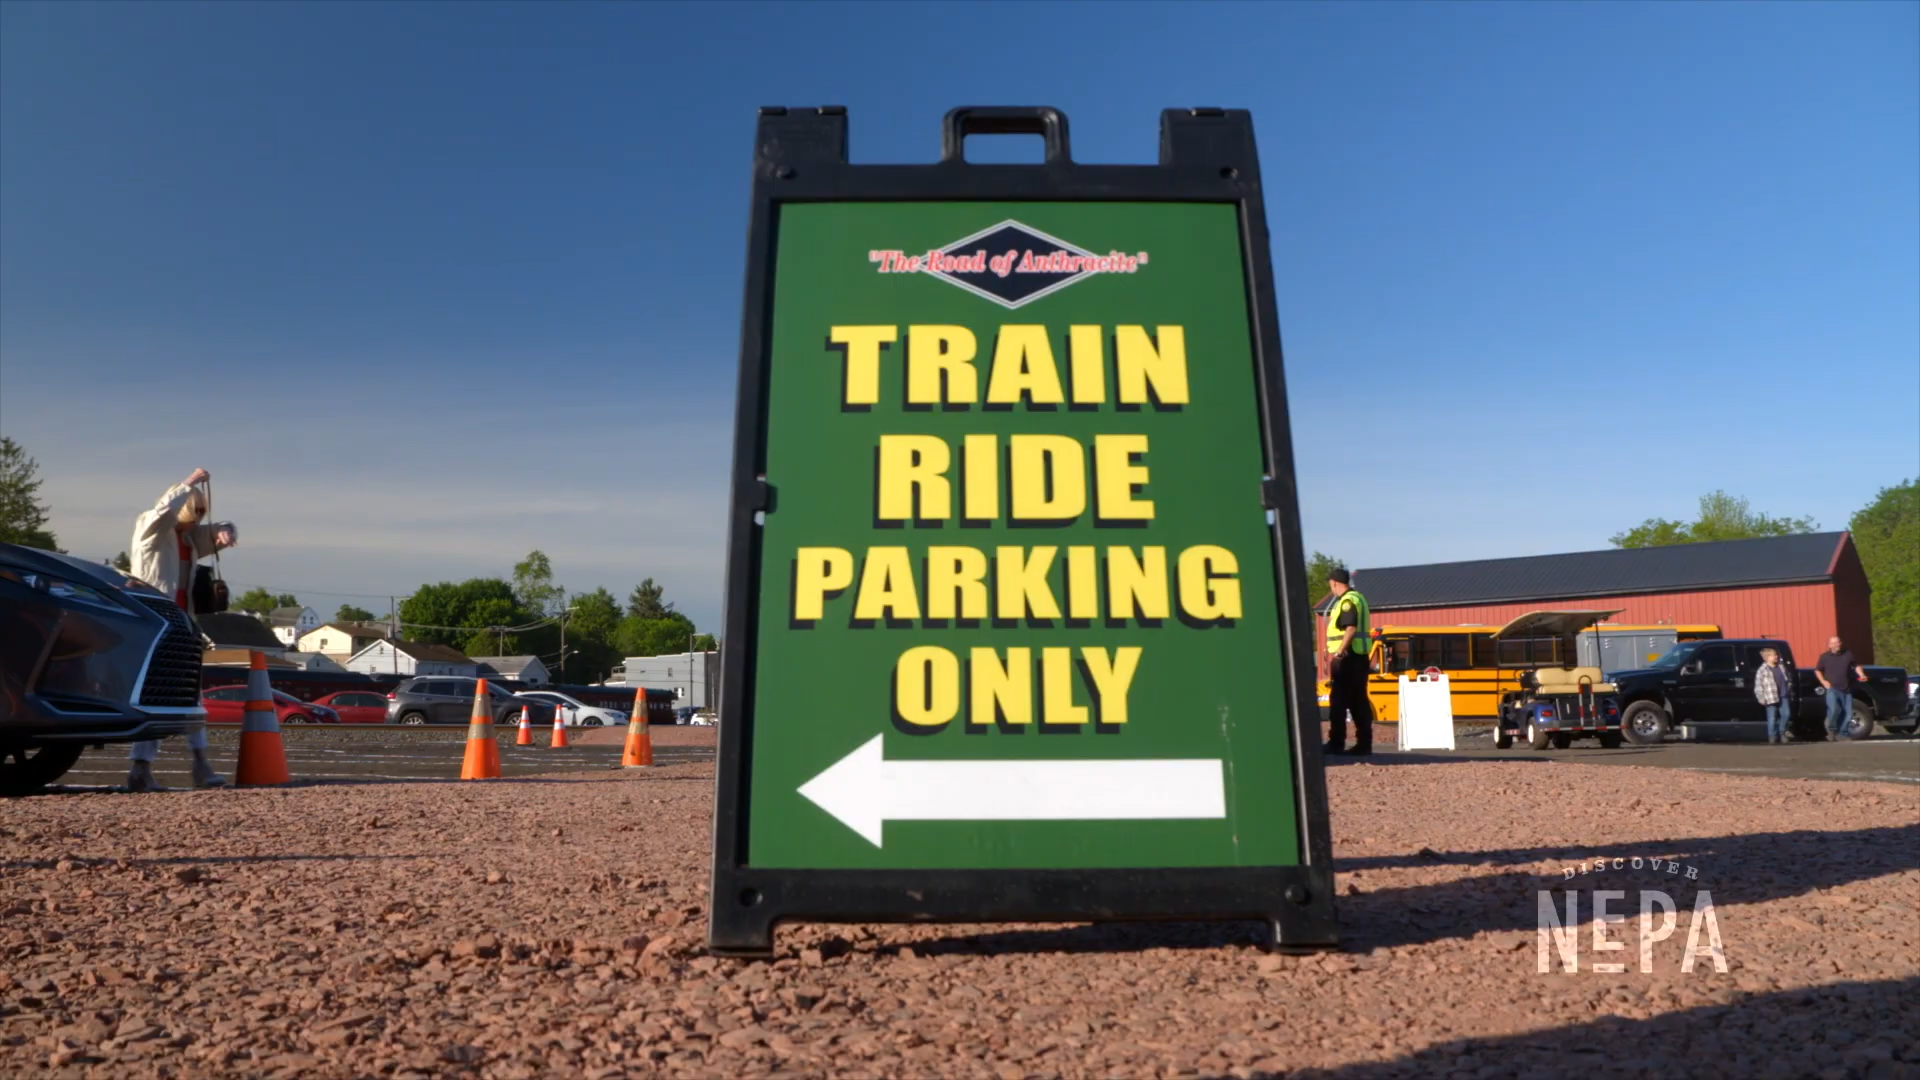 "The Road of Anthracite"
TRAIN
RIDE
PARKING
ONLY
DISCOVER
NEPA